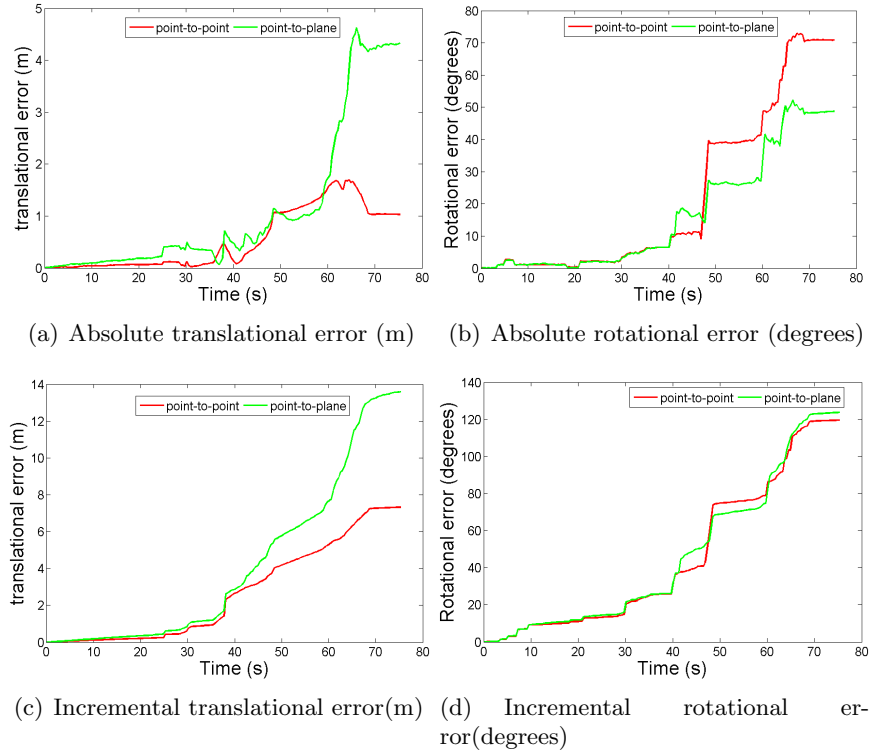 point-to-point point-to-plane
translational error (m)
5
4
3
2
1
0
0 10 20 30 40 50 60 70 80
Time (s)
(a) Absolute translational error (m)
point-to-point point-to-plane
Rotational error (degrees)
80
70
60
50
40
30
20
10
0
0 10 20 30 40 50 60 70 80
Time (s)
(b) Absolute rotational error (degrees)
point-to-point point-to-plane
translational error (m)
14
12
10
8
6
4
2
0
0 10 20 30 40 50 60 70 80
Time (s)
(c) Incremental translational error(m)
point-to-point point-to-plane
Rotational error (degrees)
140
120
100
80
60
40
20
0
0 10 20 30 40 50 60 70 80
Time (s)
(d) Incremental rotational er-
ror(degrees)